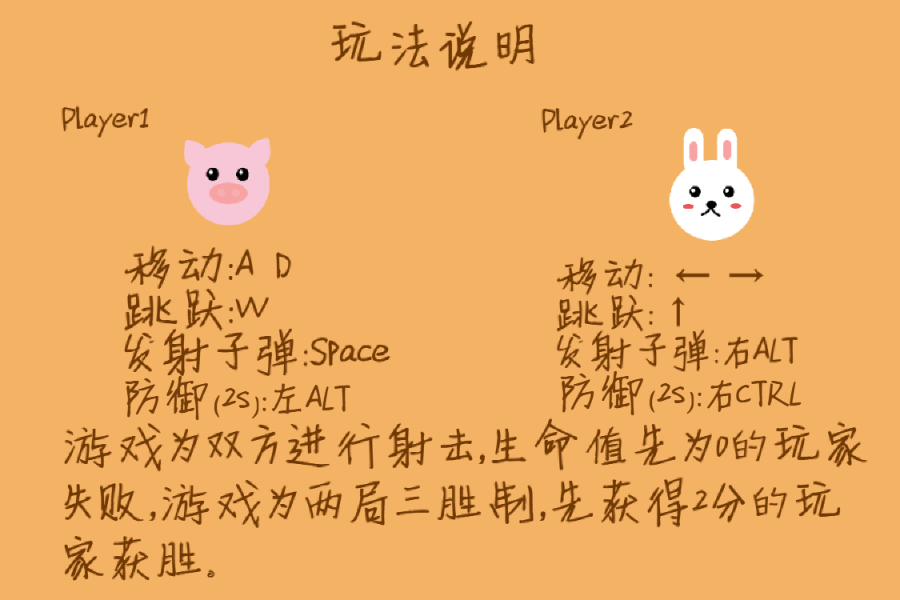 玩法说明
Player1
Player2
移动:A D
跳跃:W
发射子弹:Space
防御(2s):左ALT
移动: ← →
跳跃: ↑
发射子弹:右ALT
防御(2s):右CTRL
游戏为双方进行射击,生命值先为0的玩家
失败,游戏为两局三胜制,先获得2分的玩
家获胜。